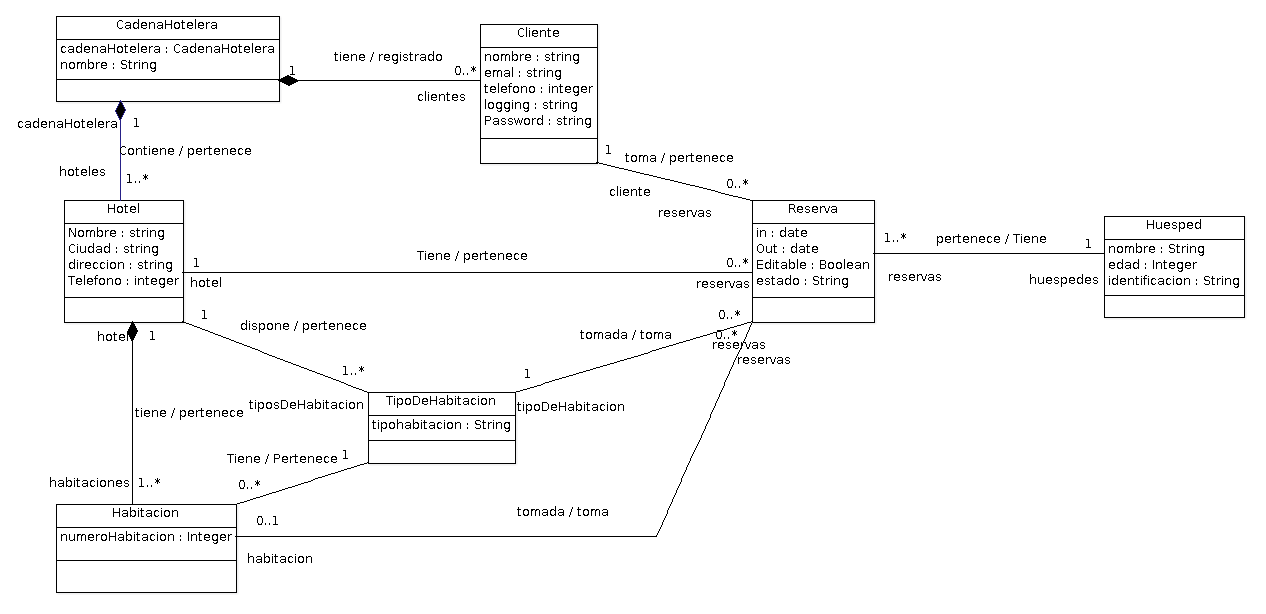 CadenaHotelera
cadenaHotelera : CadenaHotelera
nombre : String
1
tiene / registrado
0..*
clientes
Cliente
nombre : string
emal : string
telefono : integer
logging : string
Password : string
cadenaHotelera
1
Contiene / pertenece
hoteles
1..*
1
toma / pertenece
0..*
cliente
reservas
Hotel
Nombre : string
Ciudad : string
direccion : string
Telefono : integer
1
hotel
Tiene / pertenece
0..*
reservas
Reserva
in : date
Out : date
Editable : Boolean
estado : String
1..*
pertenece / Tiene
1
reservas
huespedes
Huesped
nombre : String
edad : Integer
identificacion : String
hotel
1
1
dispone / pertenece
1..*
tiposDeHabitacion
tomada / toma
0..*
0..*
reservas
reservas
1
tipoDeHabitacion
TipoDeHabitacion
tipohabitacion : String
tiene / pertenece
Tiene / Pertenece
1
0..*
habitaciones
1..*
Habitacion
numeroHabitacion : Integer
0..1
tomada / toma
habitacion